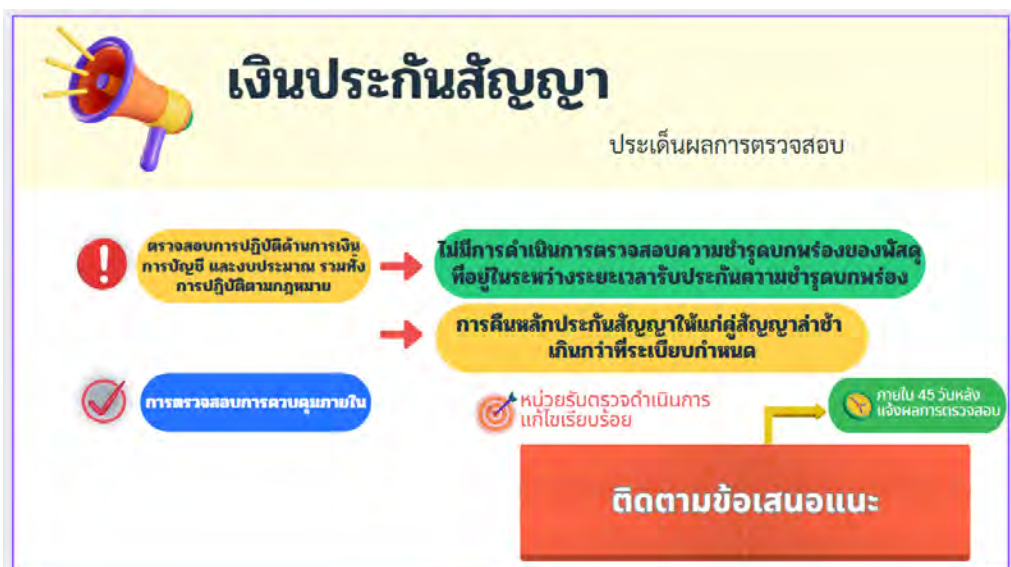 เงินประกันสัญญา
ประเด็นผลการตรวจสอบ
ตรวจสอบการปฏิบัติด้านการเงิน
การบัญชี และงบประมาณ รวมทั้ง
การปฏิบัติตามกฎหมาย
ไม่มีการดำเนินการตรวจสอบความชำรุดบกพร่องของพัสดุ
ที่อยู่ในระหว่างระยะเวลารับประกันความชำรุดบกพร่อง
การคืนหลักประกันสัญญาให้แก่คู่สัญญาล่าช้า
เกินกว่าที่ระเบียบกำหนด
การตรวจสอบการควบคุมภายใน
หน่วยรับตรวจดำเนินการ
แก้ไขเรียบร้อย
ภายใน 45 วันหลัง
แจ้งผลการตรวจสอบ
ติดตามข้อเสนอแนะ